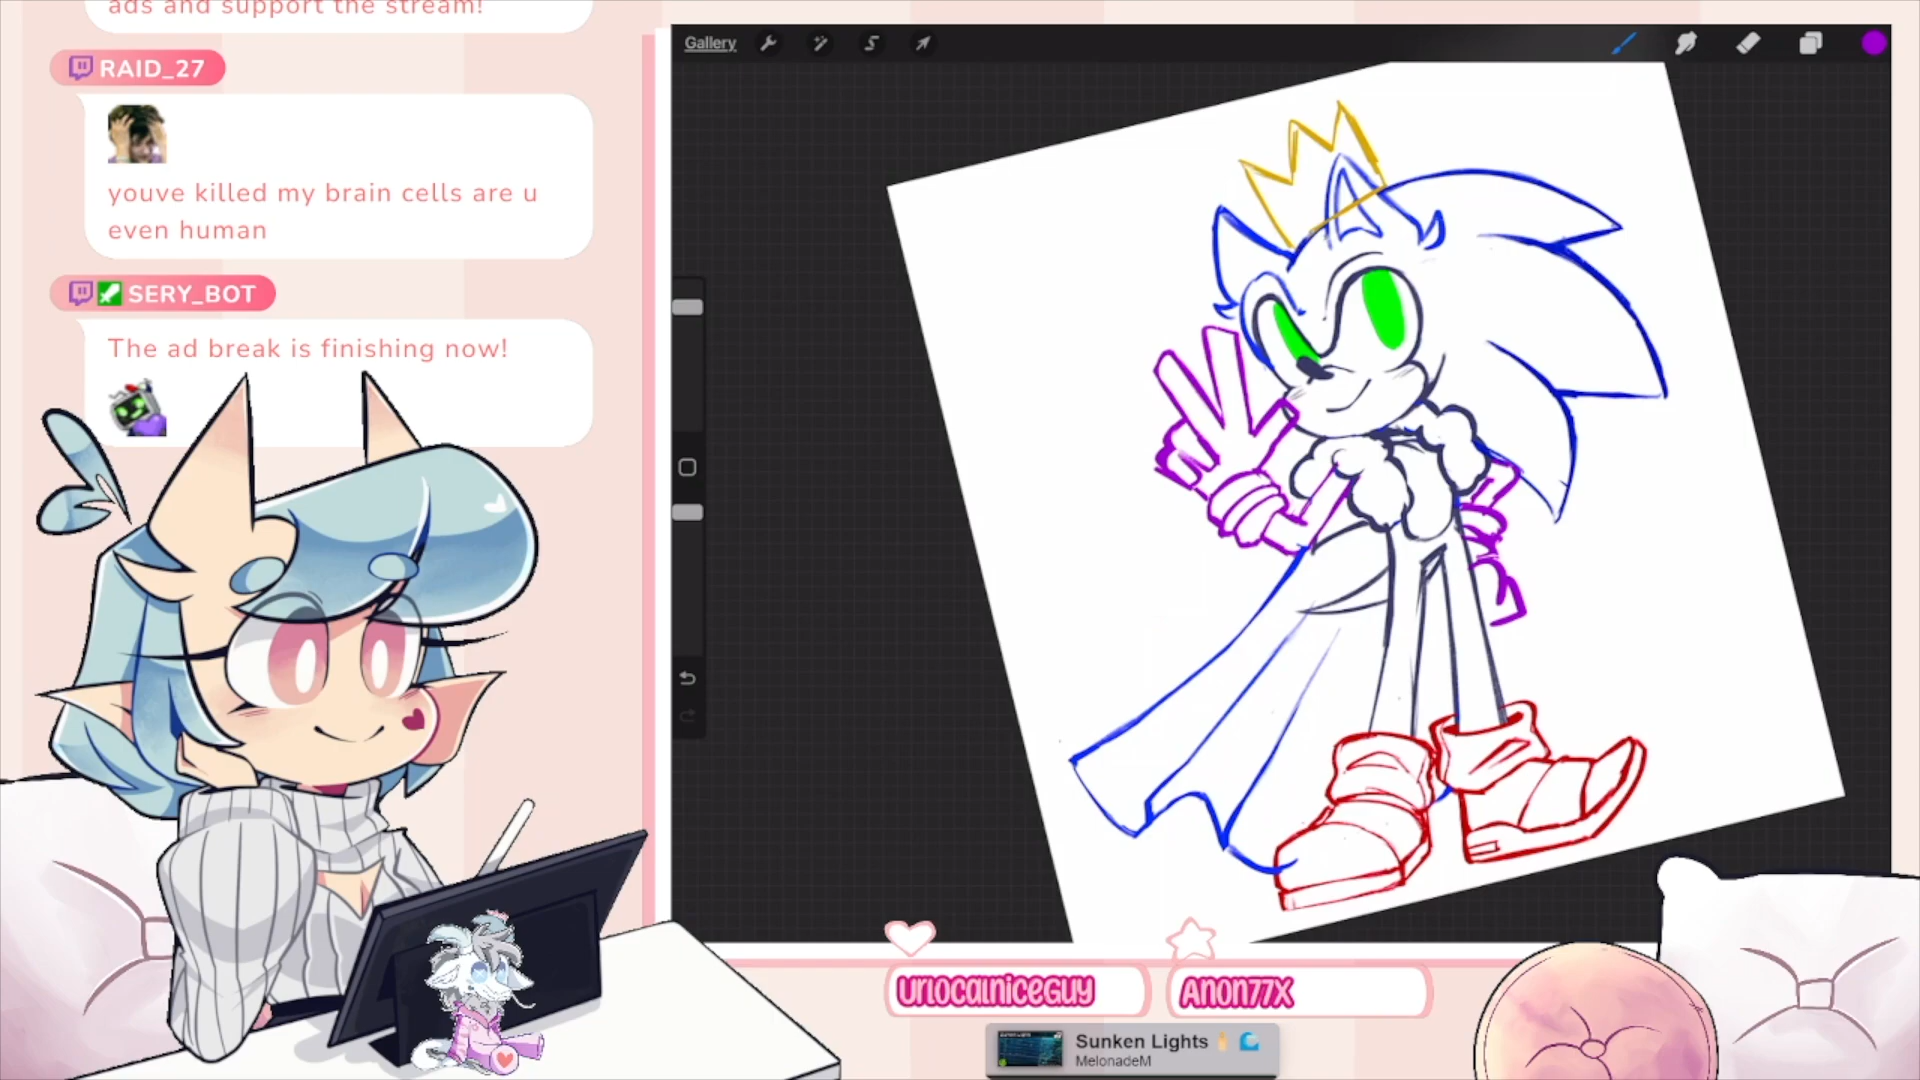 ads and support the stream!
RAID_27
youve killed my brain cells are u
even human
SERY_BOT
The ad break is finishing now!
Gallery
urlocalniceguy
Anon77x
Sunken Lights
MelonadeM